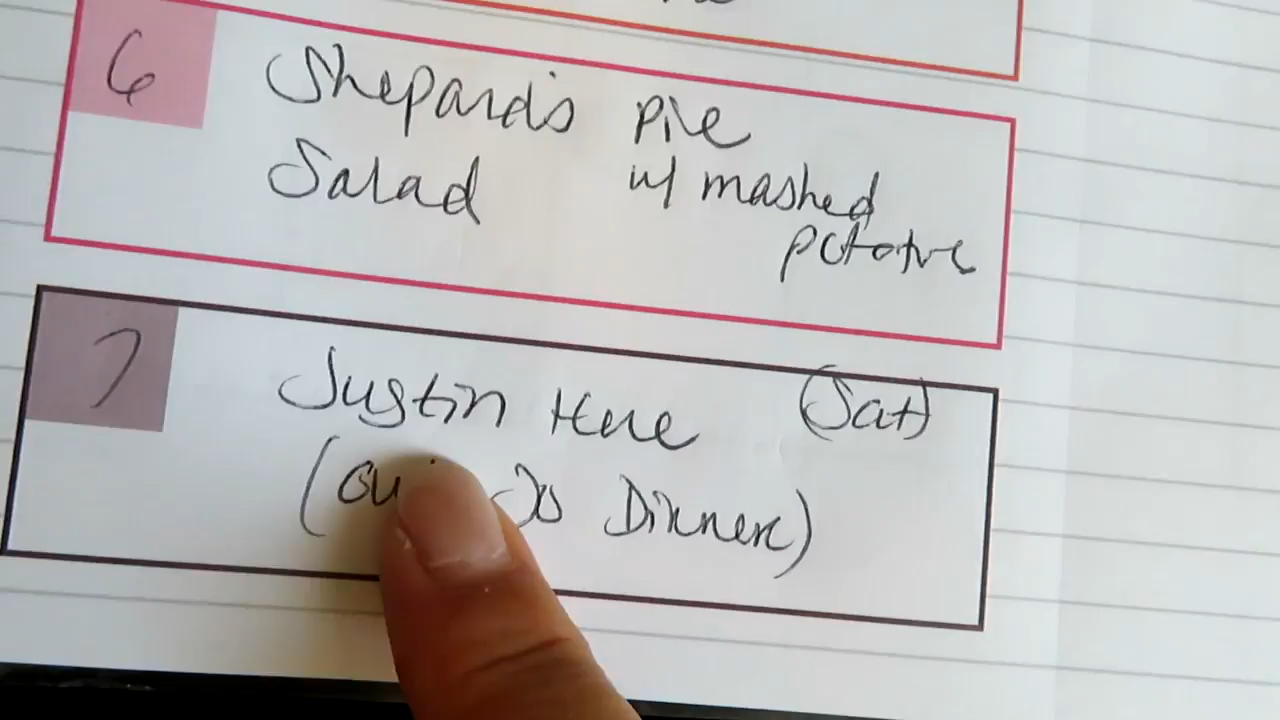 6
Shepard's Pie
Salad w/ mashed
potatoe
7
Justin Here (Sat)
Dinner)